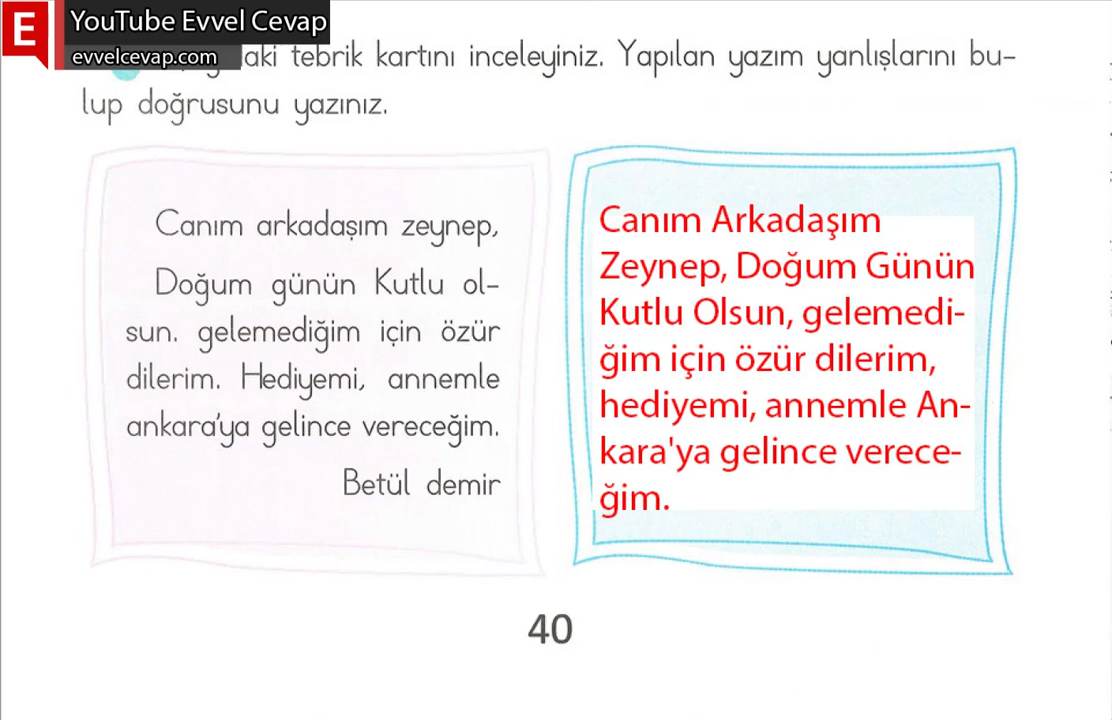 E
YouTube Evvel Cevap
evvelcevap.com
daki tebrik kartını inceleyiniz. Yapılan yazım yanlışlarını bu-
lup doğrusunu yazınız.
Canım arkadaşım zeynep,
Doğum günün Kutlu ol-
sun. gelemediğim için özür
dilerim. Hediyemi, annemle
ankara'ya gelince vereceğim.
Betül demir
Canım Arkadaşım
Zeynep, Doğum Günün
Kutlu Olsun, gelemedi-
ğim için özür dilerim,
hediyemi, annemle An-
kara'ya gelince verece-
ğim.
40